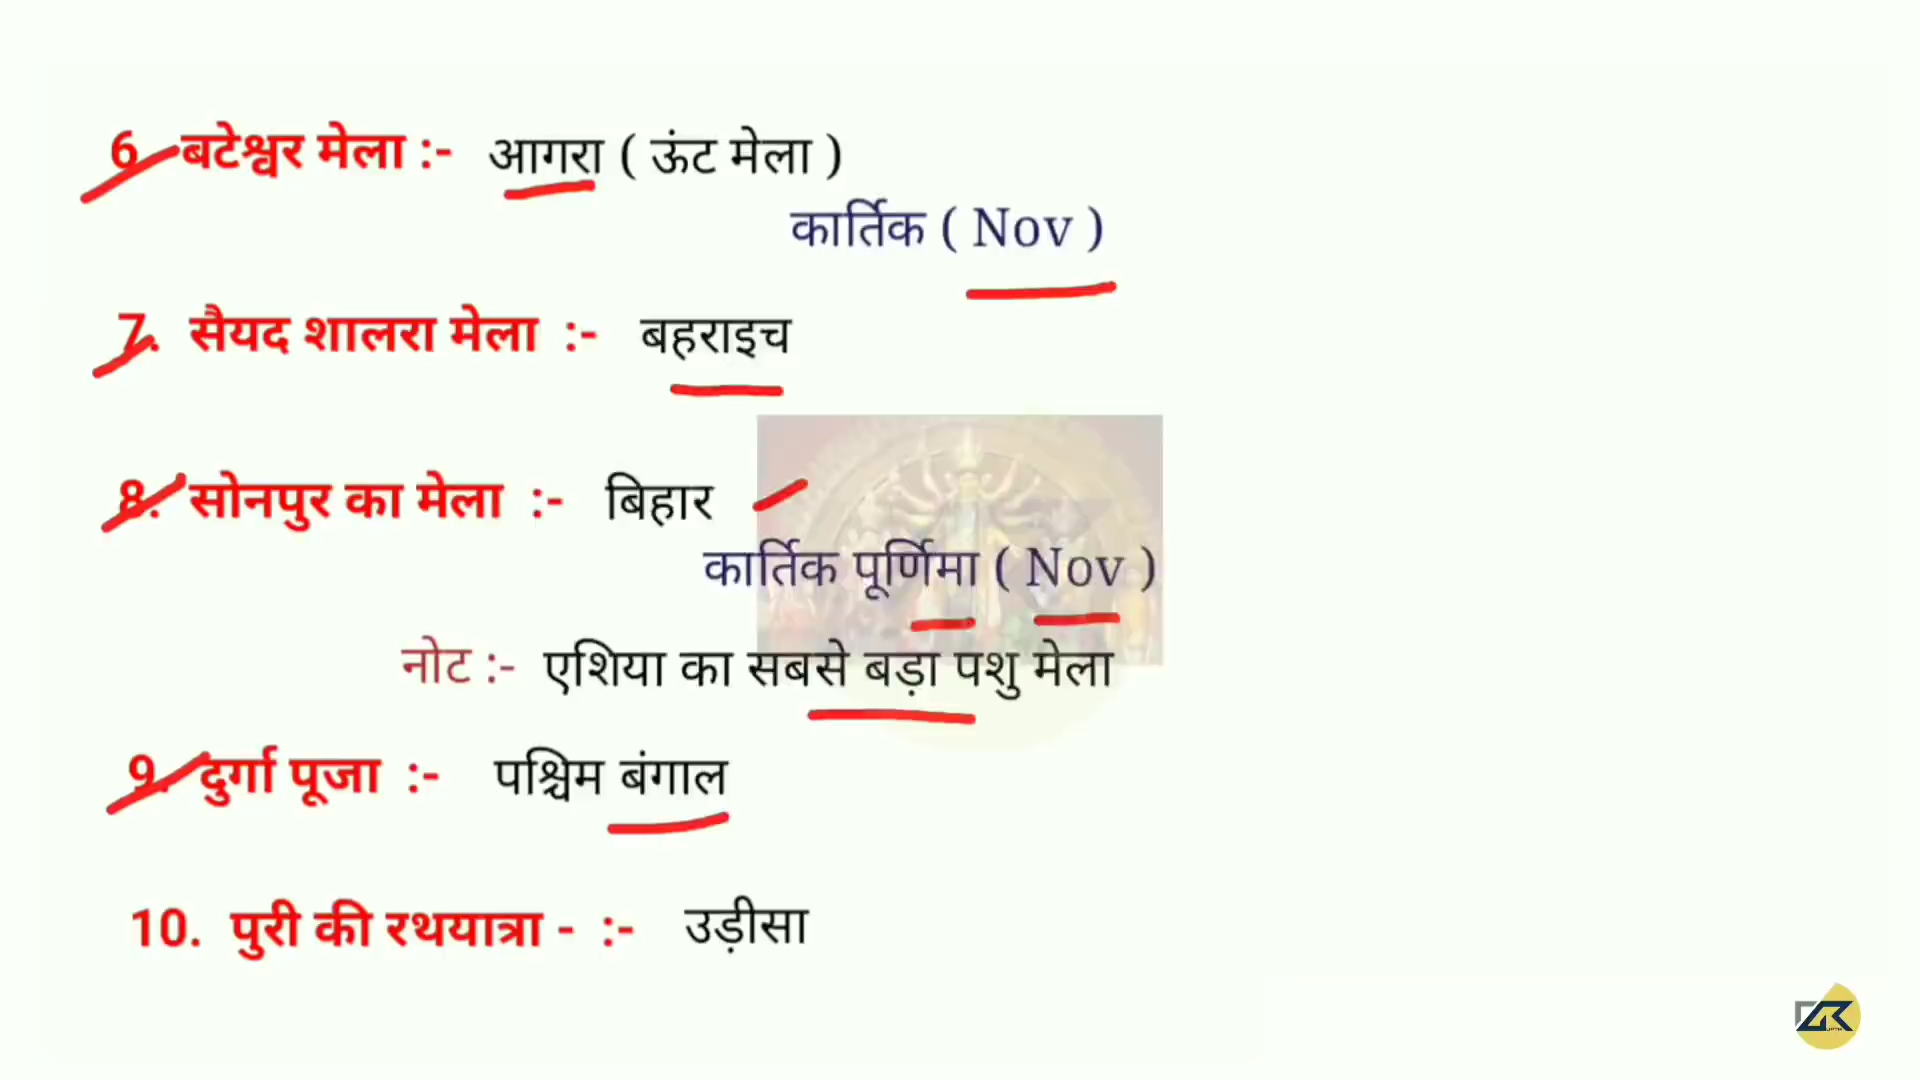 6. बटेश्वर मेला :- आगरा ( ऊंट मेला )
कार्तिक ( Nov )
7. सैयद शालरा मेला :- बहराइच
8. सोनपुर का मेला :- बिहार
कार्तिक पूर्णिमा ( Nov )
नोट :- एशिया का सबसे बड़ा पशु मेला
9. दुर्गा पूजा :- पश्चिम बंगाल
10. पुरी की रथयात्रा - :- उड़ीसा